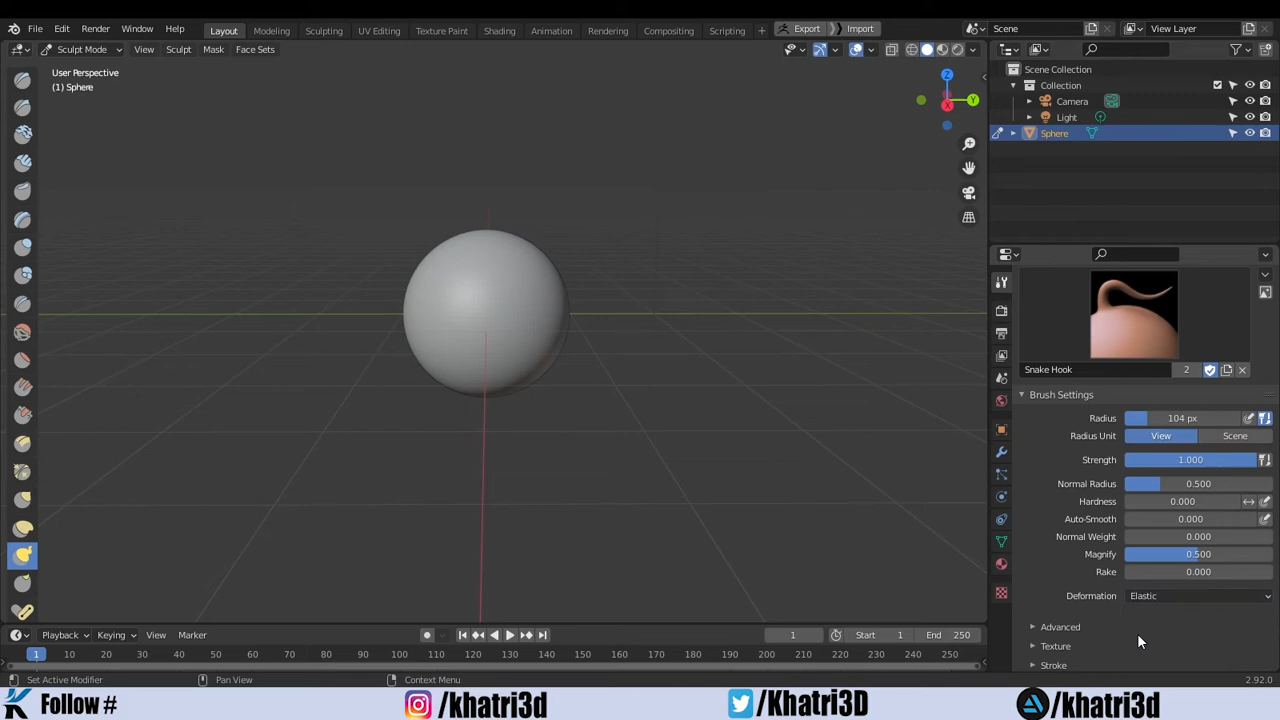 File Edit Render Window Help Layout Modeling Sculpting UV Editing Texture Paint Shading Animation Rendering Compositing Scripting + Export Import Scene View Layer
Sculpt Mode View Sculpt Mask Face Sets
User Perspective
(1) Sphere
Z
Y
X
Scene Collection
Collection
Camera
Light
Sphere
Snake Hook 2
Brush Settings
Radius 104 px
Radius Unit View Scene
Strength 1.000
Normal Radius 0.500
Hardness 0.000
Auto-Smooth 0.000
Normal Weight 0.000
Magnify 0.500
Rake 0.000
Deformation Elastic
Advanced
Texture
Stroke
Playback Keying View Marker 1 Start 1 End 250
1 10 20 30 40 50 60 70 80 90 100 110 120 130 140 150 160 170 180 190 200 210 220 230 240 250
Set Active Modifier Pan View Context Menu 2.92.0
Follow # /khatri3d /Khatri3D /khatri3d